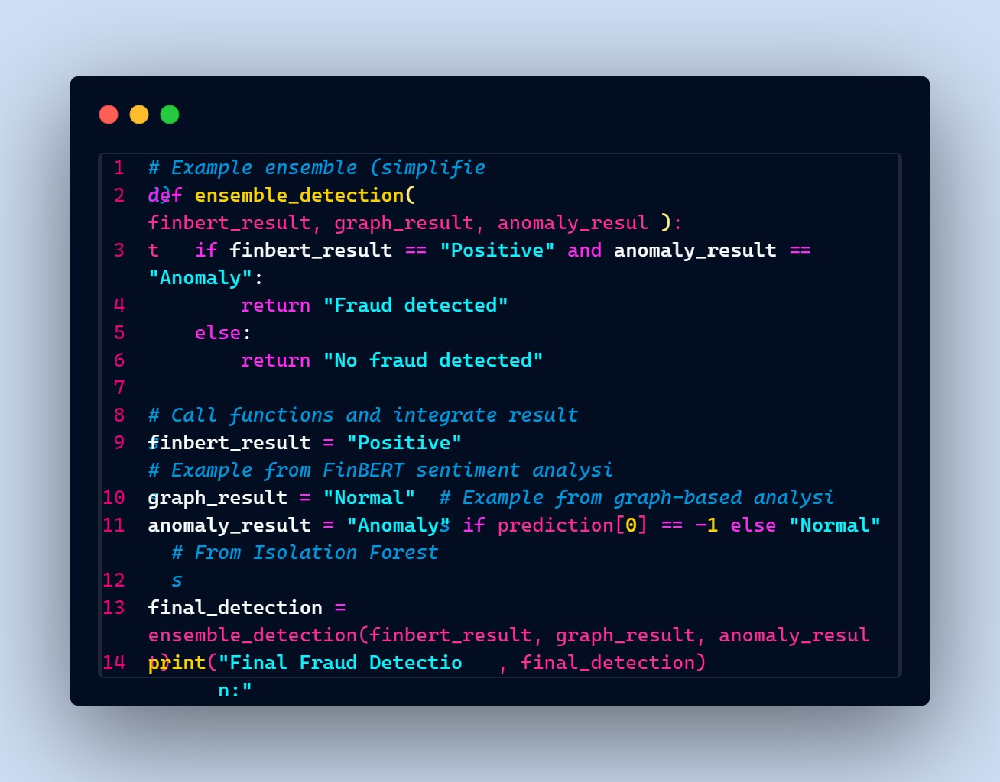 1 # Example ensemble (simplifie
d)
2 def ensemble_detection(
finbert_result, graph_result, anomaly_resul ):
t
3 if finbert_result == "Positive" and anomaly_result ==
"Anomaly":
4 return "Fraud detected"
5 else:
6 return "No fraud detected"
7
8 # Call functions and integrate result
s
9 finbert_result = "Positive"
# Example from FinBERT sentiment analysi
s
10 graph_result = "Normal" # Example from graph-based analysi
s
11 anomaly_result = "Anomaly" if prediction[0] == -1 else "Normal"
# From Isolation Forest
s
12
13 final_detection =
ensemble_detection(finbert_result, graph_result, anomaly_resul
t)
14 print("Final Fraud Detectio , final_detection)
n:"